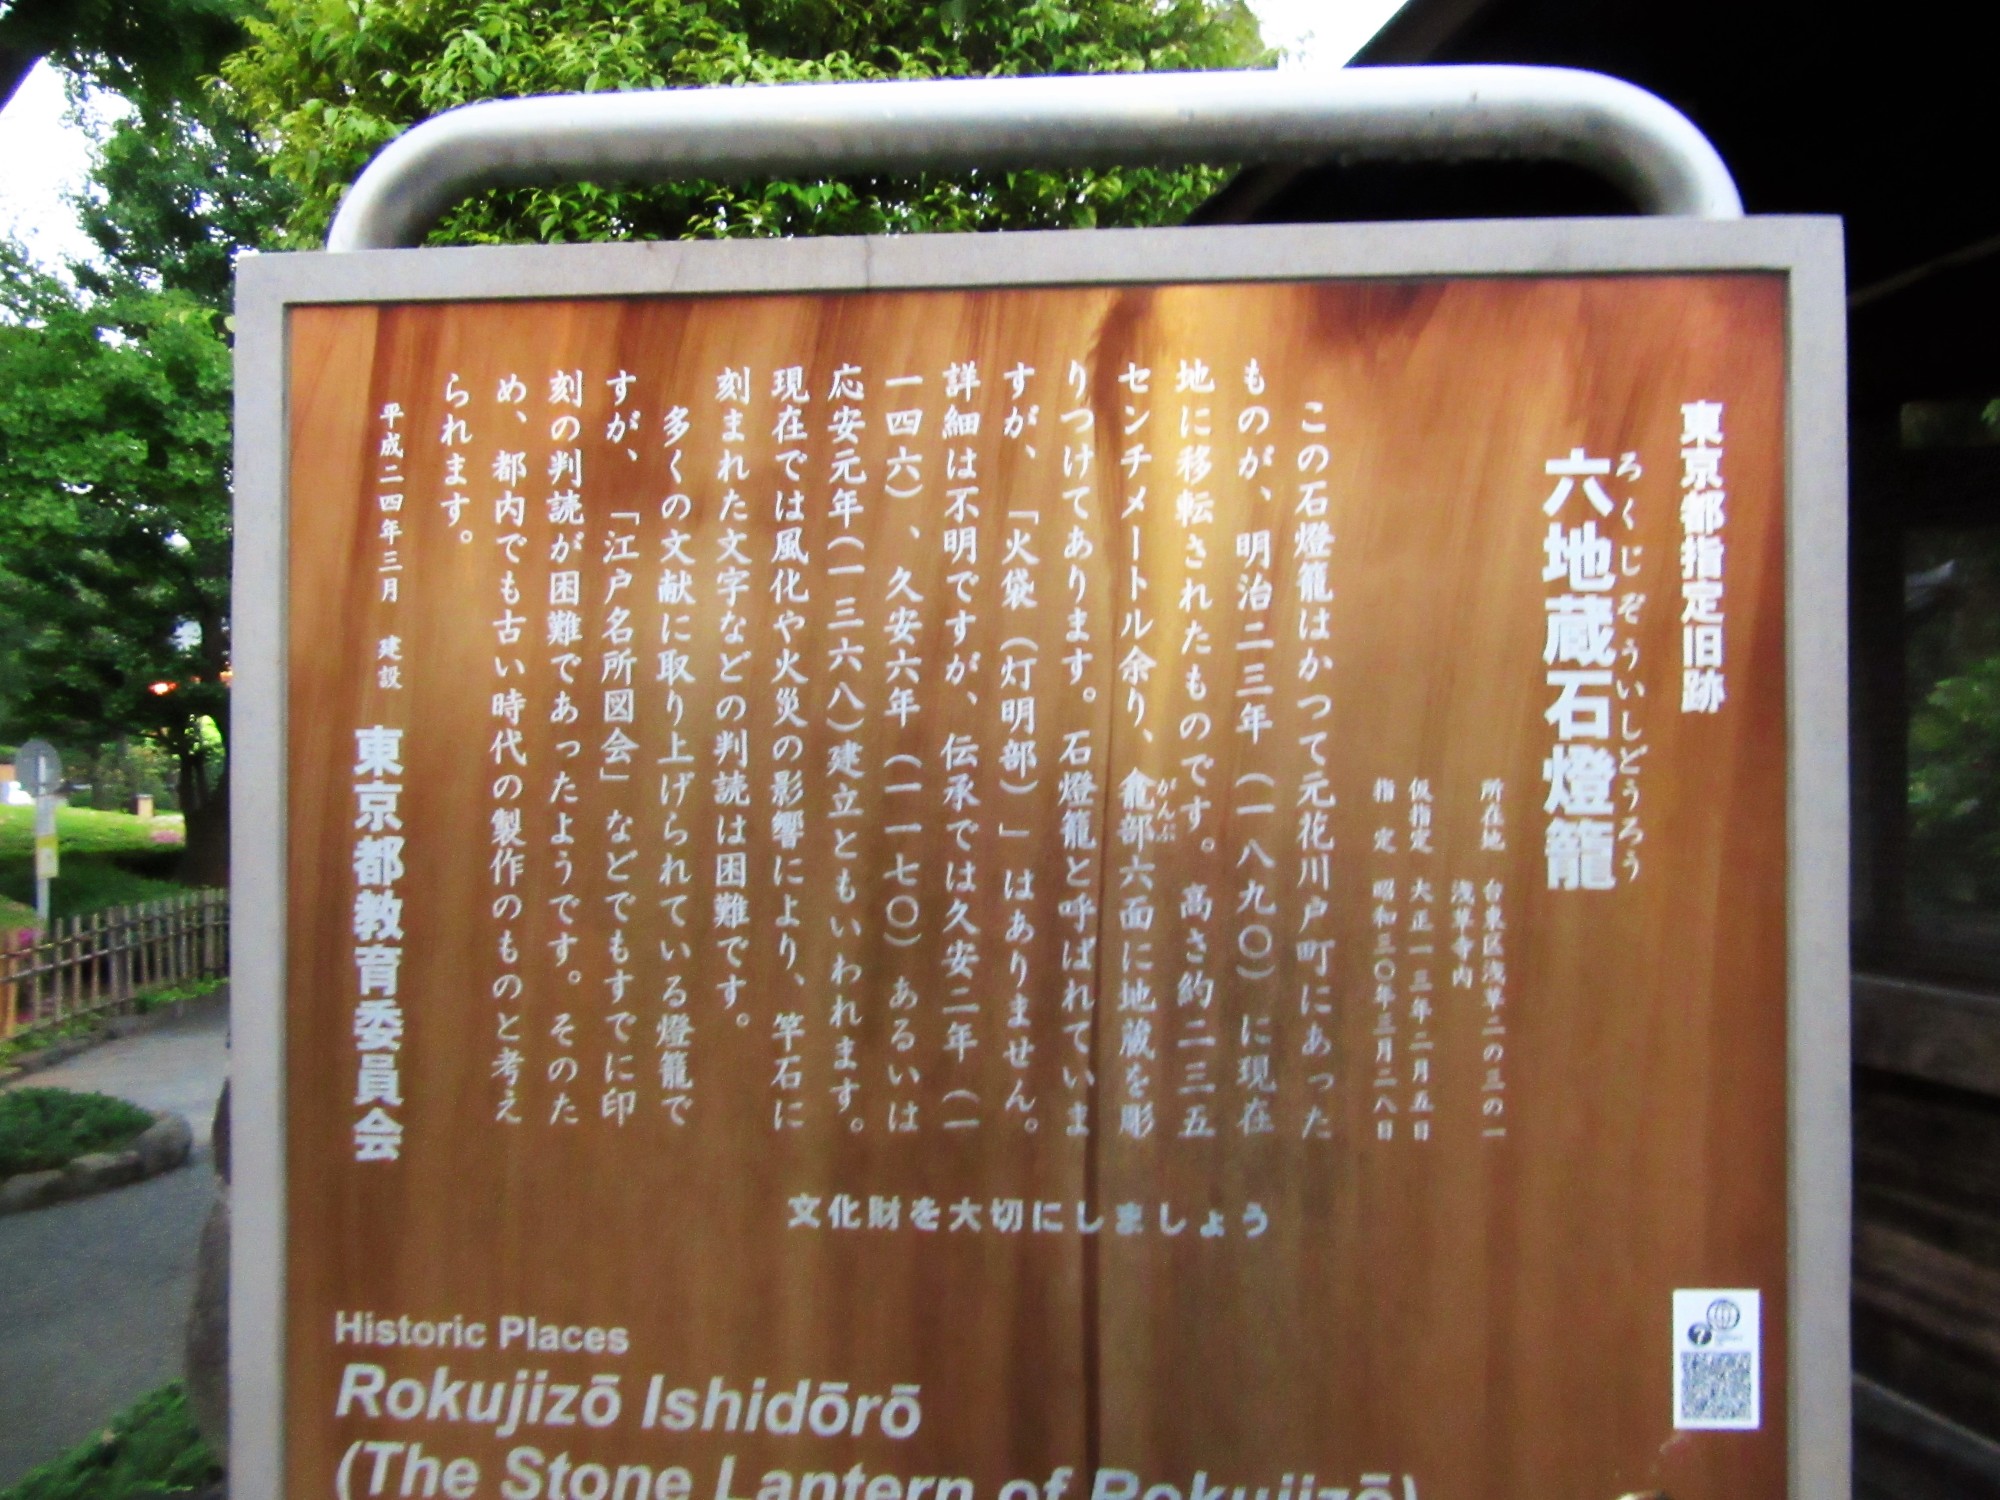 東京都指定旧跡
ろくじぞういしどうろう
六地蔵石燈籠
所在地 台東区浅草二の三の一
浅草寺内
仮指定 大正一三年二月五日
指定 昭和三〇年三月二八日
この石燈籠はかつて元花川戸町にあった
ものが、明治二三年（一八九〇）に現在
地に移転されたものです。高さ約二三五
がんぶ
センチメートル余り、龕部六面に地蔵を彫
りつけてあります。石燈籠と呼ばれていま
すが、「火袋（灯明部）」はありません。
詳細は不明ですが、伝承では久安二年（一
一四六）、久安六年（一一七〇）あるいは
応安元年（一三六八）建立ともいわれます。
現在では風化や火災の影響により、竿石に
刻まれた文字などの判読は困難です。
多くの文献に取り上げられている燈籠で
すが、「江戸名所図会」などでもすでに印
刻の判読が困難であったようです。そのた
め、都内でも古い時代の製作のものと考え
られます。
平成二四年三月 建設
東京都教育委員会
文化財を大切にしましょう
Historic Places
Rokujizō Ishidōrō
(The Stone Lantern of Rokujizō)